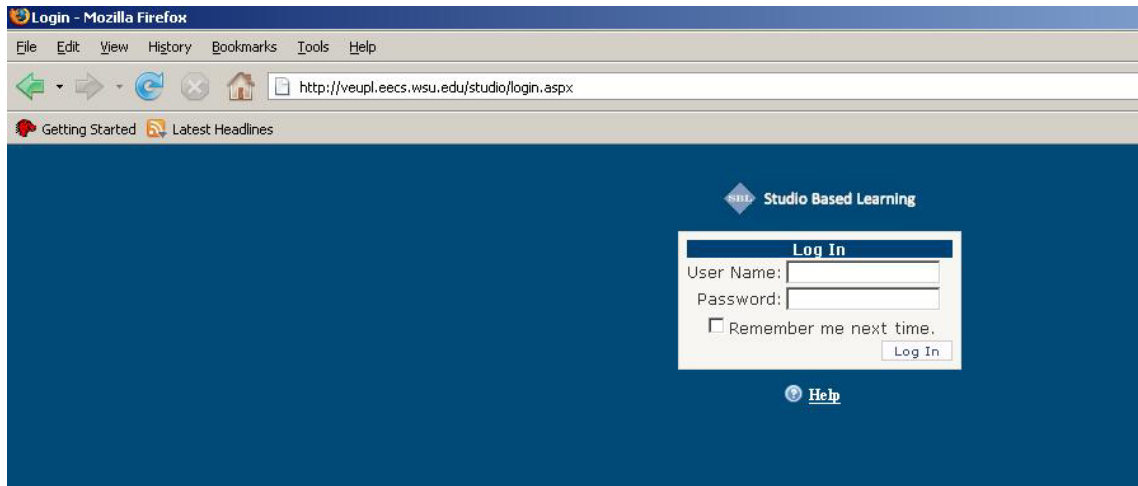 Login - Mozilla Firefox
File Edit View History Bookmarks Tools Help
http://veupl.eecs.wsu.edu/studio/login.aspx
Getting Started Latest Headlines
SBL Studio Based Learning
Log In
User Name:
Password:
Remember me next time.
Log In
Help